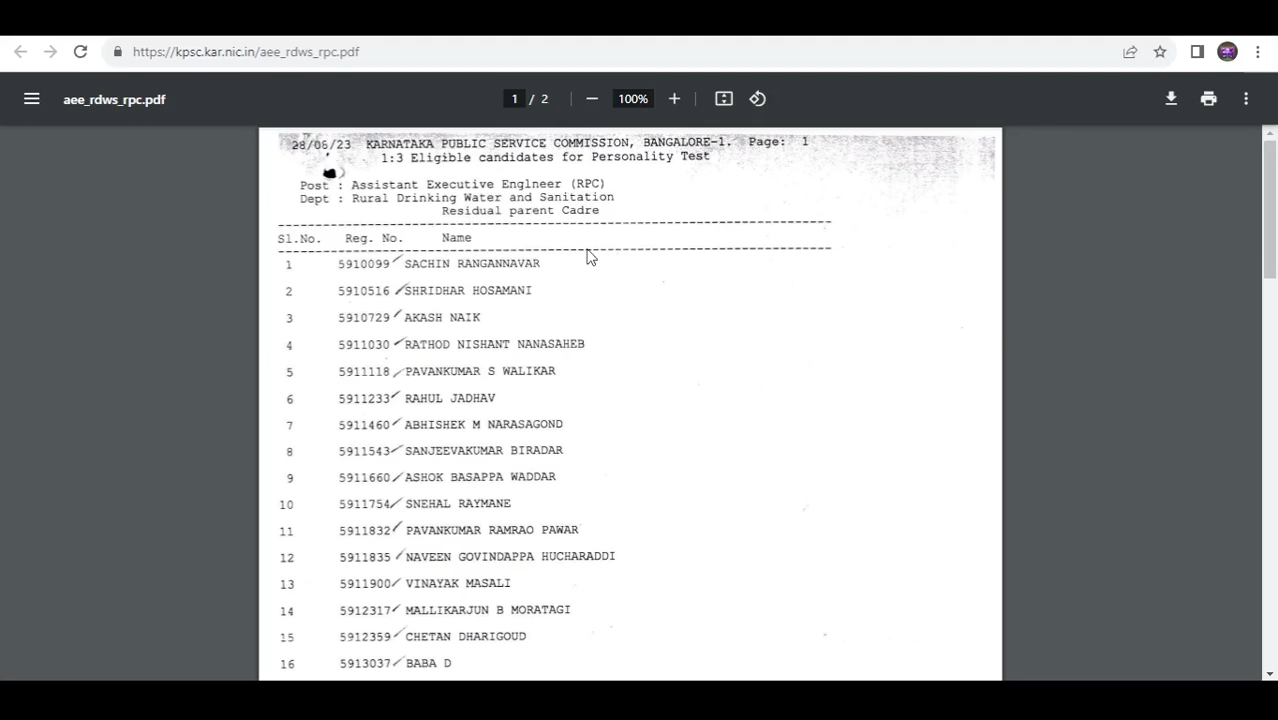 https://kpsc.kar.nic.in/aee_rdws_rpc.pdf
aee_rdws_rpc.pdf
1 / 2
100%
28/06/23 KARNATAKA PUBLIC SERVICE COMMISSION, BANGALORE-1. Page: 1
1:3 Eligible candidates for Personality Test
Post : Assistant Executive Engineer (RPC)
Dept : Rural Drinking Water and Sanitation
Residual parent Cadre
Sl.No. Reg. No. Name
1 5910099 SACHIN RANGANNAVAR
2 5910516 SHRIDHAR HOSAMANI
3 5910729 AKASH NAIK
4 5911030 RATHOD NISHANT NANASAHEB
5 5911118 PAVANKUMAR S WALIKAR
6 5911233 RAHUL JADHAV
7 5911460 ABHISHEK M NARASAGOND
8 5911543 SANJEEVAKUMAR BIRADAR
9 5911660 ASHOK BASAPPA WADDAR
10 5911754 SNEHAL RAYMANE
11 5911832 PAVANKUMAR RAMRAO PAWAR
12 5911835 NAVEEN GOVINDAPPA HUCHARADDI
13 5911900 VINAYAK MASALI
14 5912317 MALLIKARJUN B MORATAGI
15 5912359 CHETAN DHARIGOUD
16 5913037 BABA D